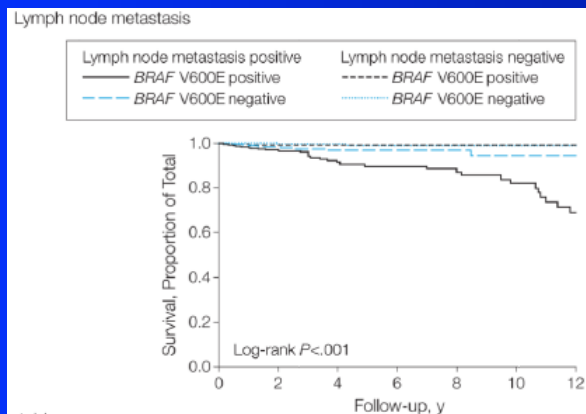 Lymph node metastasis
Lymph node metastasis positive
BRAF V600E positive
BRAF V600E negative
Lymph node metastasis negative
BRAF V600E positive
BRAF V600E negative
Survival, Proportion of Total
1.0
0.8
0.6
0.4
0.2
0.0
Log-rank P<.001
0 2 4 6 8 10 12
Follow-up, y